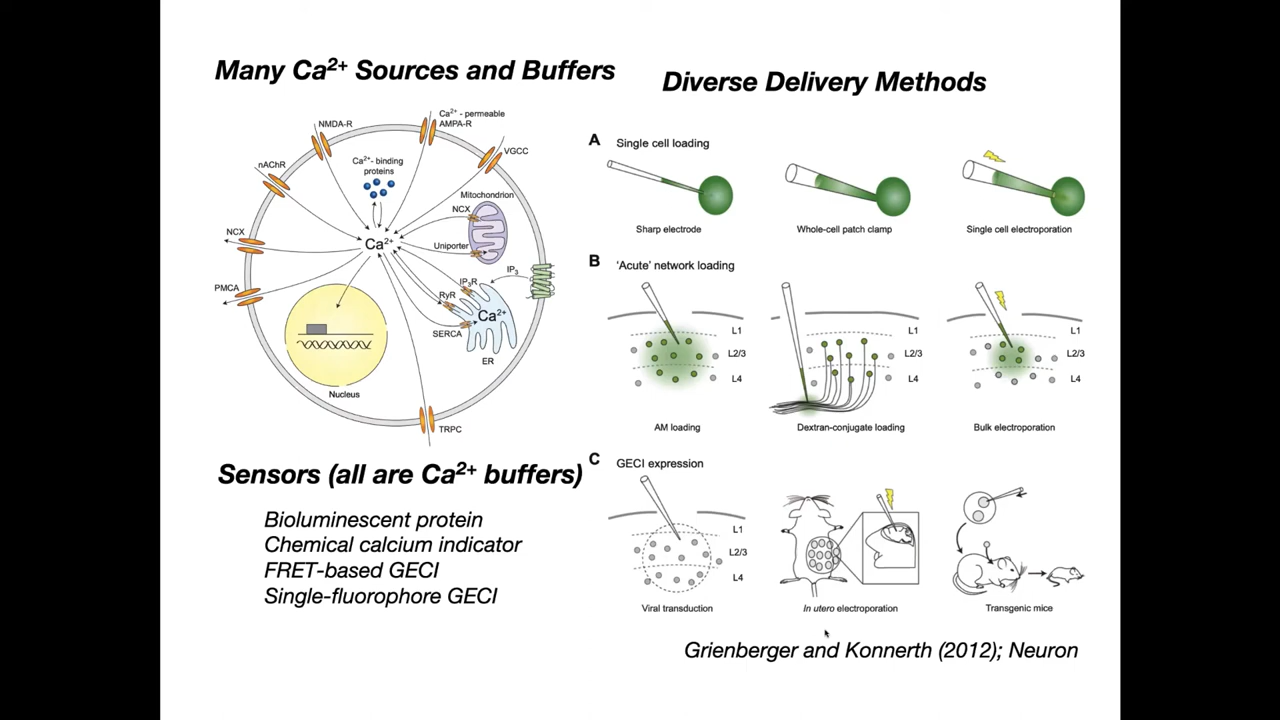 Many Ca2+ Sources and Buffers
Diverse Delivery Methods
NMDA-R
Ca2+ - permeable
AMPA-R
nAChR
Ca2+- binding
proteins
VGCC
Mitochondrion
NCX
NCX
Ca2+
Uniporter
PMCA
IP3
IP3R
RyR
Ca2+
SERCA
ER
Nucleus
TRPC
Sensors (all are Ca2+ buffers)
Bioluminescent protein
Chemical calcium indicator
FRET-based GECI
Single-fluorophore GECI
A
Single cell loading
Sharp electrode
Whole-cell patch clamp
Single cell electroporation
B
‘Acute’ network loading
L1
L2/3
L4
L1
L2/3
L4
L1
L2/3
L4
AM loading
Dextran-conjugate loading
Bulk electroporation
C
GECI expression
L1
L2/3
L4
Viral transduction
In utero electroporation
Transgenic mice
Grienberger and Konnerth (2012); Neuron